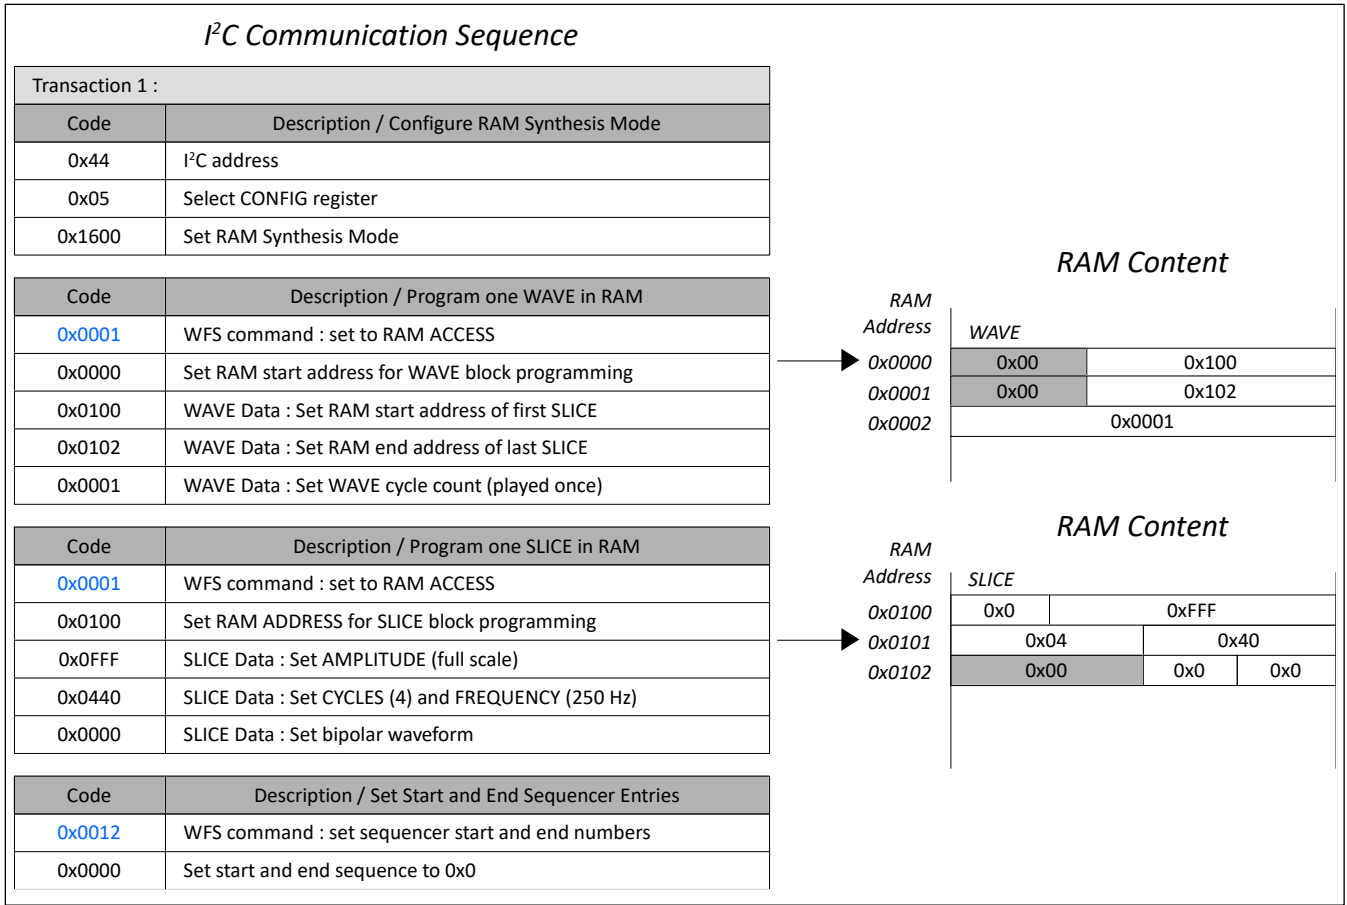 I²C Communication Sequence
Transaction 1 :
Code Description / Configure RAM Synthesis Mode
0x44 I²C address
0x05 Select CONFIG register
0x1600 Set RAM Synthesis Mode
Code Description / Program one WAVE in RAM
0x0001 WFS command : set to RAM ACCESS
0x0000 Set RAM start address for WAVE block programming
0x0100 WAVE Data : Set RAM start address of first SLICE
0x0102 WAVE Data : Set RAM end address of last SLICE
0x0001 WAVE Data : Set WAVE cycle count (played once)
Code Description / Program one SLICE in RAM
0x0001 WFS command : set to RAM ACCESS
0x0100 Set RAM ADDRESS for SLICE block programming
0x0FFF SLICE Data : Set AMPLITUDE (full scale)
0x0440 SLICE Data : Set CYCLES (4) and FREQUENCY (250 Hz)
0x0000 SLICE Data : Set bipolar waveform
Code Description / Set Start and End Sequencer Entries
0x0012 WFS command : set sequencer start and end numbers
0x0000 Set start and end sequence to 0x0
RAM Content
RAM
Address WAVE
0x0000 0x00 0x100
0x0001 0x00 0x102
0x0002 0x0001
RAM Content
RAM
Address SLICE
0x0100 0x0 0xFFF
0x0101 0x04 0x40
0x0102 0x00 0x0 0x0